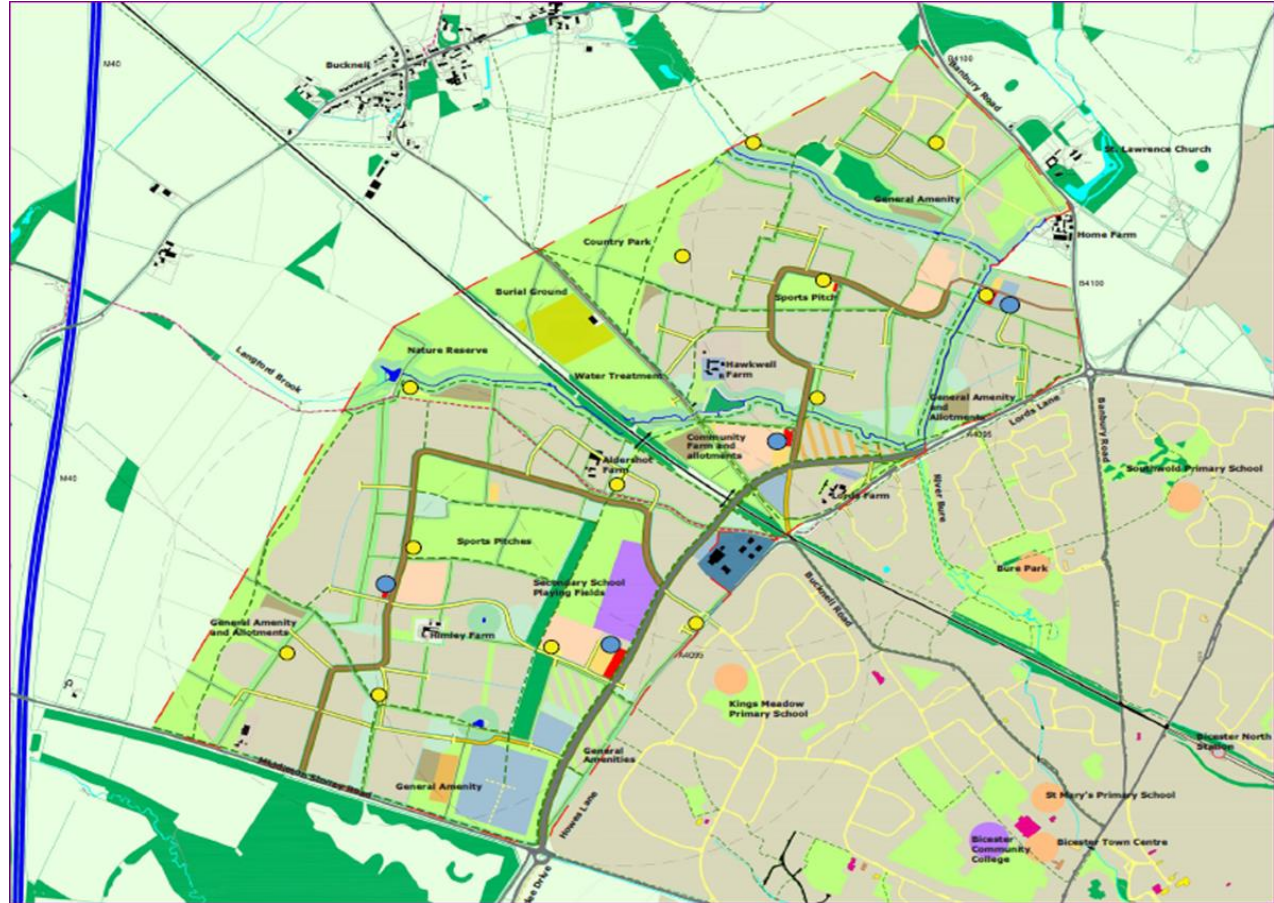 M40
Bucknell
B4100
Banbury Road
St. Lawrence Church
General Amenity
Home Farm
Country Park
Burial Ground
Sports Pitch
B4100
Nature Reserve
Langford Brook
Water Treatment
Hawkwell
Farm
General Amenity
and
Allotments
Lords Lane
A4095
Banbury Road
Community
Farm and
allotments
Aldershot
Farm
Lords Farm
Southwold Primary School
M40
River Bure
Sports Pitches
Secondary School
Playing Fields
Bure Park
Bucknell Road
General Amenity
and Allotments
Himley Farm
A4095
Kings Meadow
Primary School
Bicester North
Station
General
Amenities
Middleton Stoney Road
General Amenity
Howes Lane
St Mary's Primary School
Bicester
Community
College
Bicester Town Centre
Drive